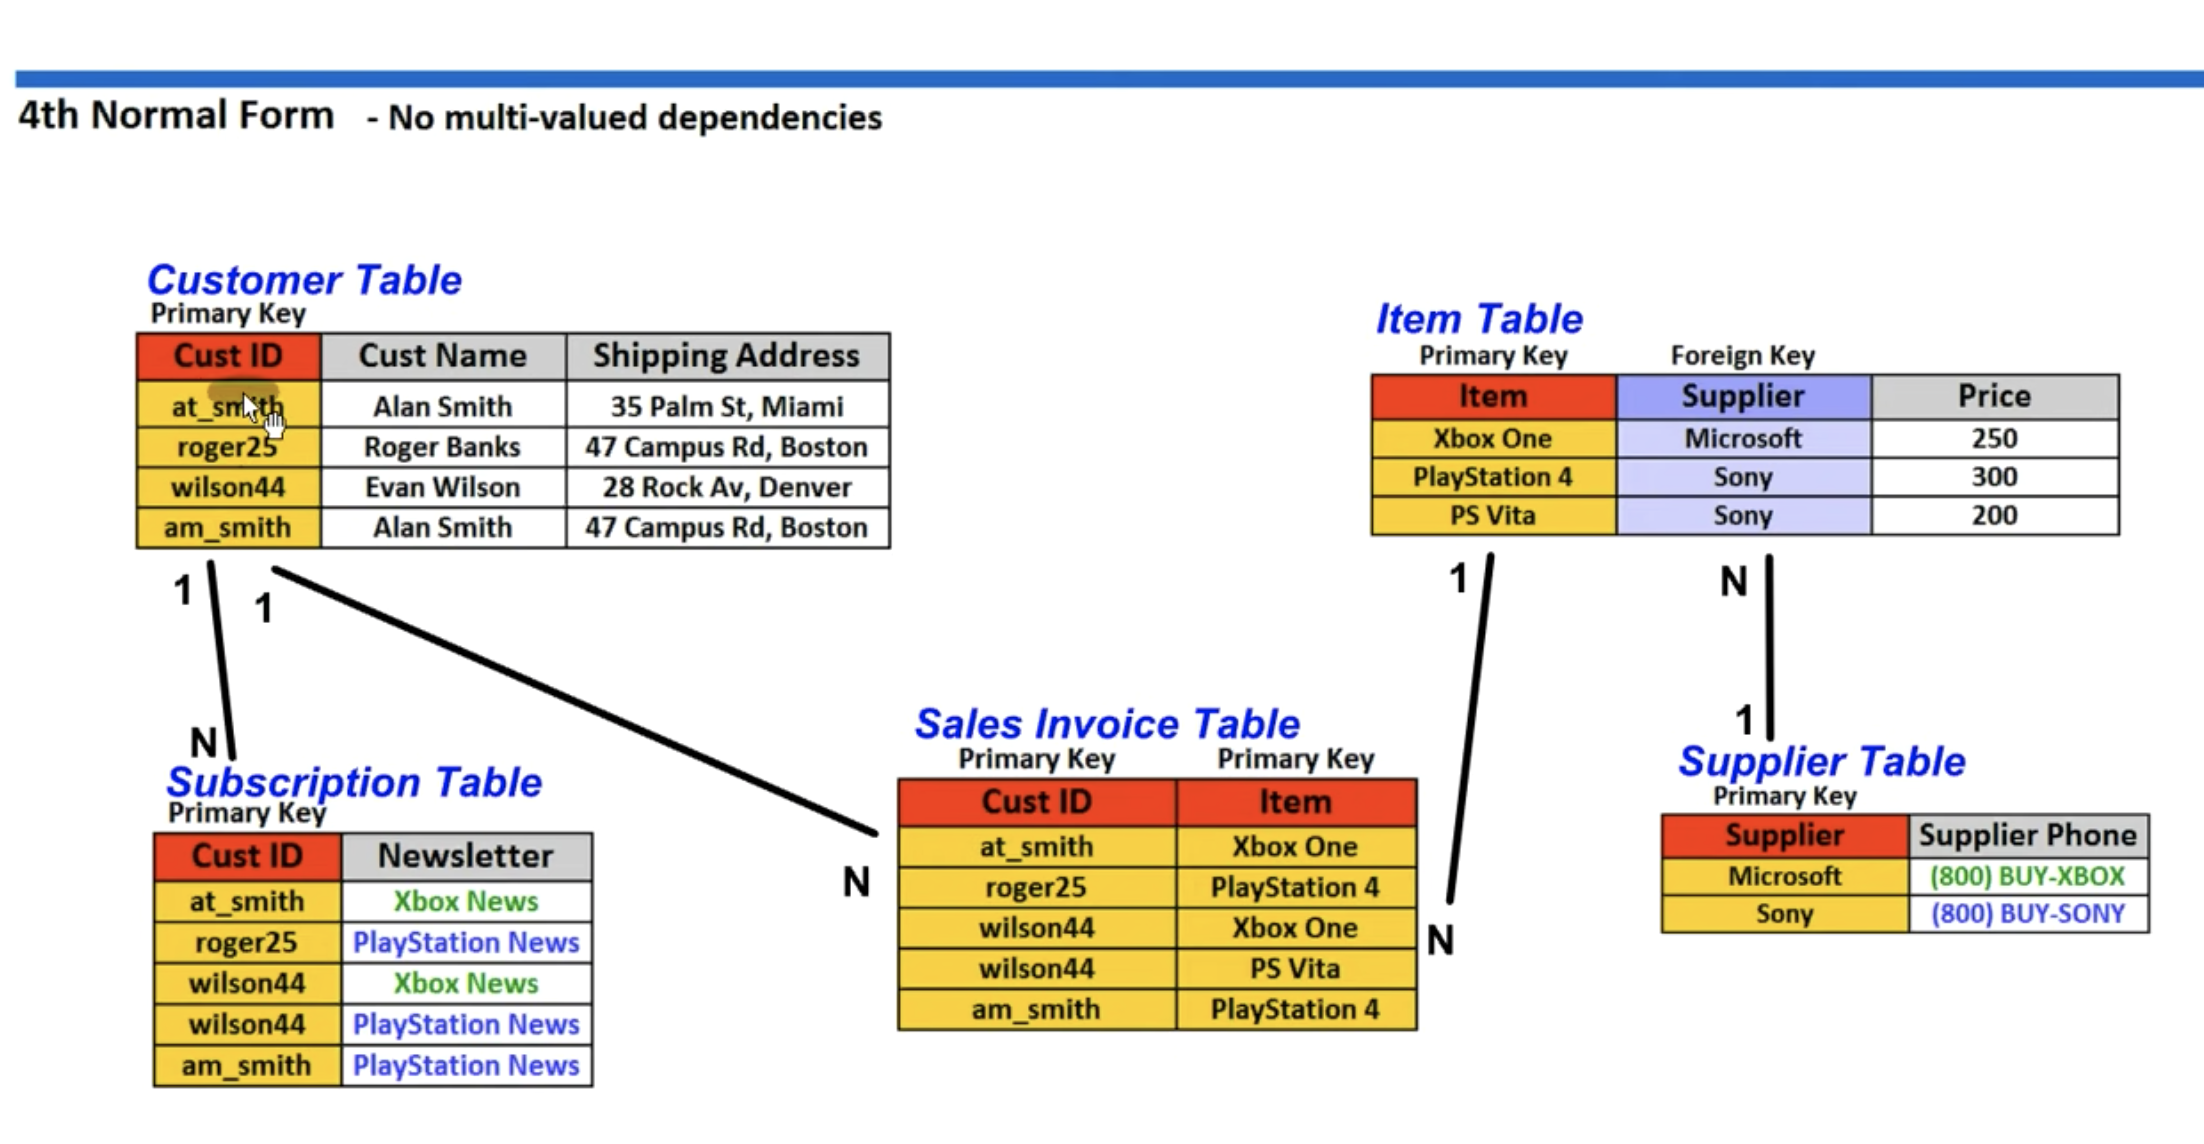 4th Normal Form - No multi-valued dependencies
Customer Table
Primary Key
Cust ID Cust Name Shipping Address
at_smith Alan Smith 35 Palm St, Miami
roger25 Roger Banks 47 Campus Rd, Boston
wilson44 Evan Wilson 28 Rock Av, Denver
am_smith Alan Smith 47 Campus Rd, Boston
Item Table
Primary Key Foreign Key
Item Supplier Price
Xbox One Microsoft 250
PlayStation 4 Sony 300
PS Vita Sony 200
1
1
1
N
N
N
1
N
Subscription Table
Primary Key
Cust ID Newsletter
at_smith Xbox News
roger25 PlayStation News
wilson44 Xbox News
wilson44 PlayStation News
am_smith PlayStation News
Sales Invoice Table
Primary Key Primary Key
Cust ID Item
at_smith Xbox One
roger25 PlayStation 4
wilson44 Xbox One
wilson44 PS Vita
am_smith PlayStation 4
Supplier Table
Primary Key
Supplier Supplier Phone
Microsoft (800) BUY-XBOX
Sony (800) BUY-SONY